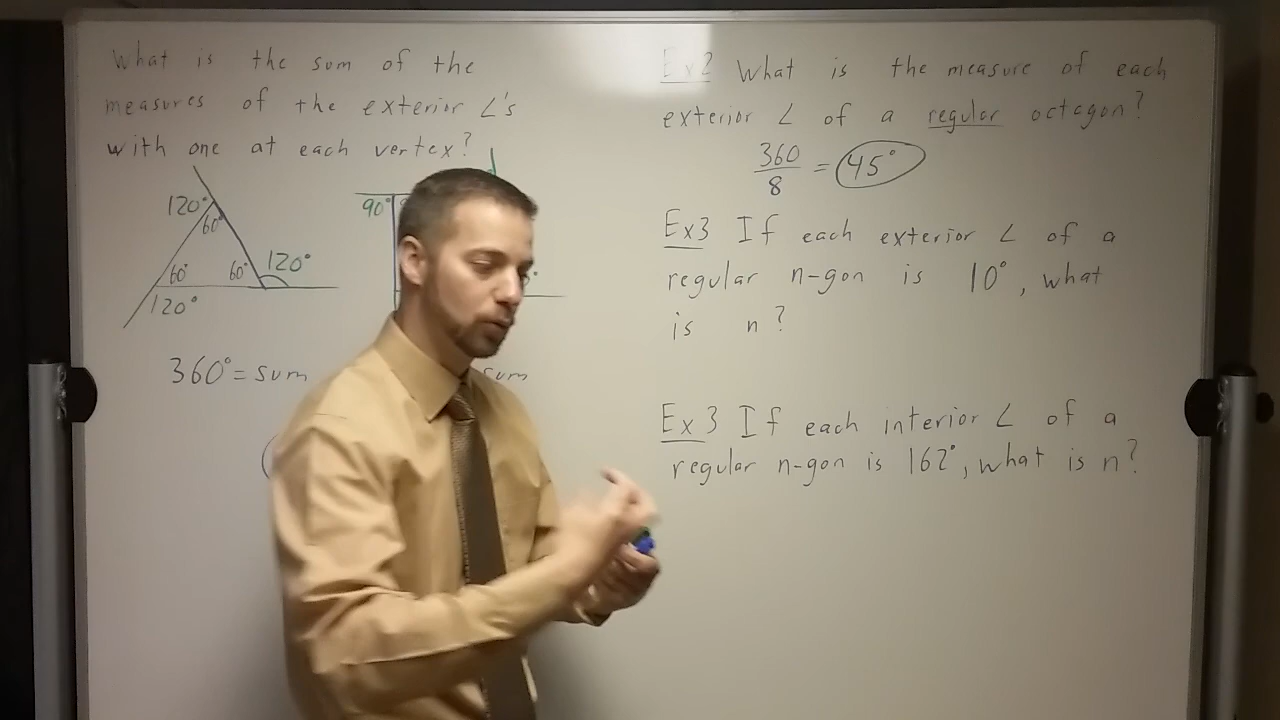 What is the sum of the
measures of the exterior ∠'s
with one at each vertex?
120°
60°
60° 60° 120°
120°
90°
360° = sum
sum
Ex2 What is the measure of each
exterior ∠ of a regular octagon?
360/8 = 45°
Ex3 If each exterior ∠ of a
regular n-gon is 10°, what
is n?
Ex3 If each interior ∠ of a
regular n-gon is 162°, what is n?